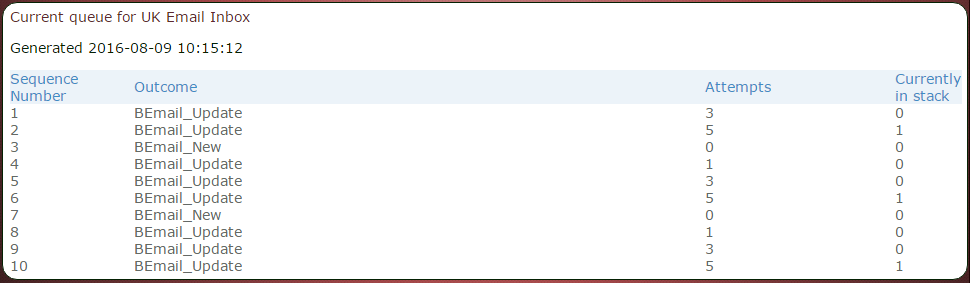 Current queue for UK Email Inbox
Generated 2016-08-09 10:15:12
Sequence Number Outcome Attempts Currently in stack
1 BEmail_Update 3 0
2 BEmail_Update 5 1
3 BEmail_New 0 0
4 BEmail_Update 1 0
5 BEmail_Update 3 0
6 BEmail_Update 5 1
7 BEmail_New 0 0
8 BEmail_Update 1 0
9 BEmail_Update 3 0
10 BEmail_Update 5 1